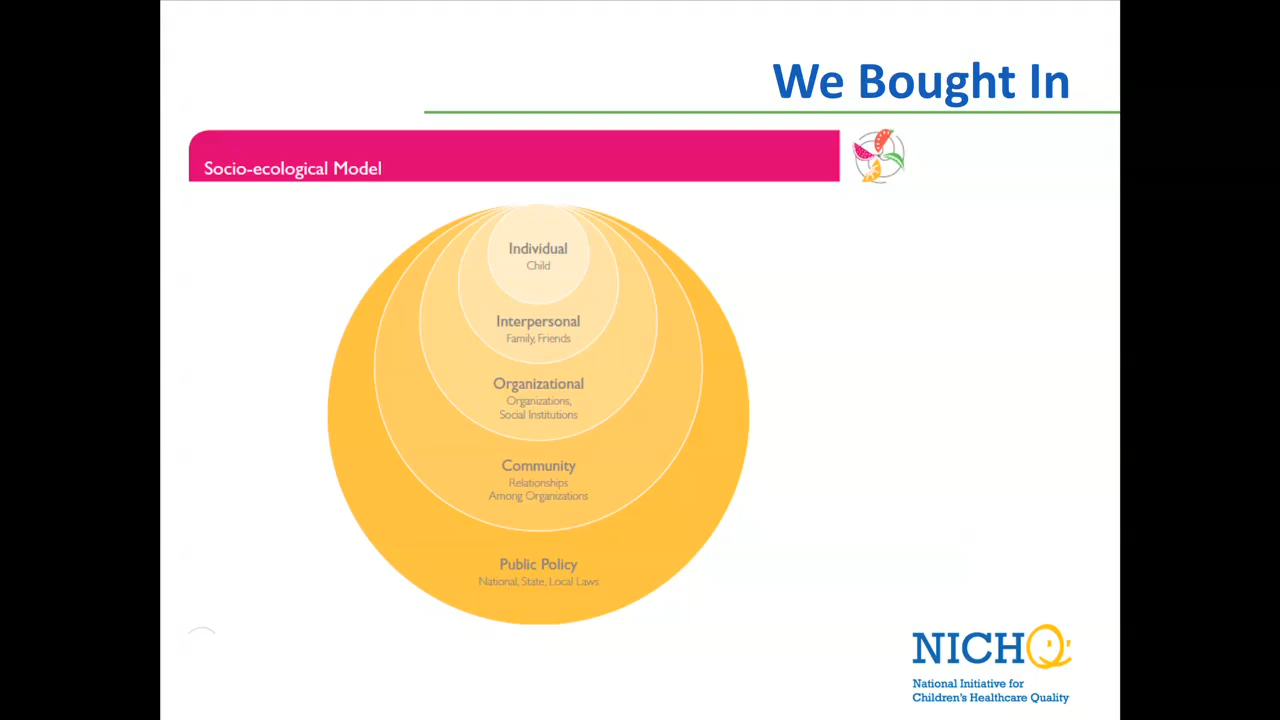 We Bought In
Socio-ecological Model
Individual
Child
Interpersonal
Family, Friends
Organizational
Organizations,
Social Institutions
Community
Relationships
Among Organizations
Public Policy
National, State, Local Laws
NICHQ
National Initiative for
Children's Healthcare Quality